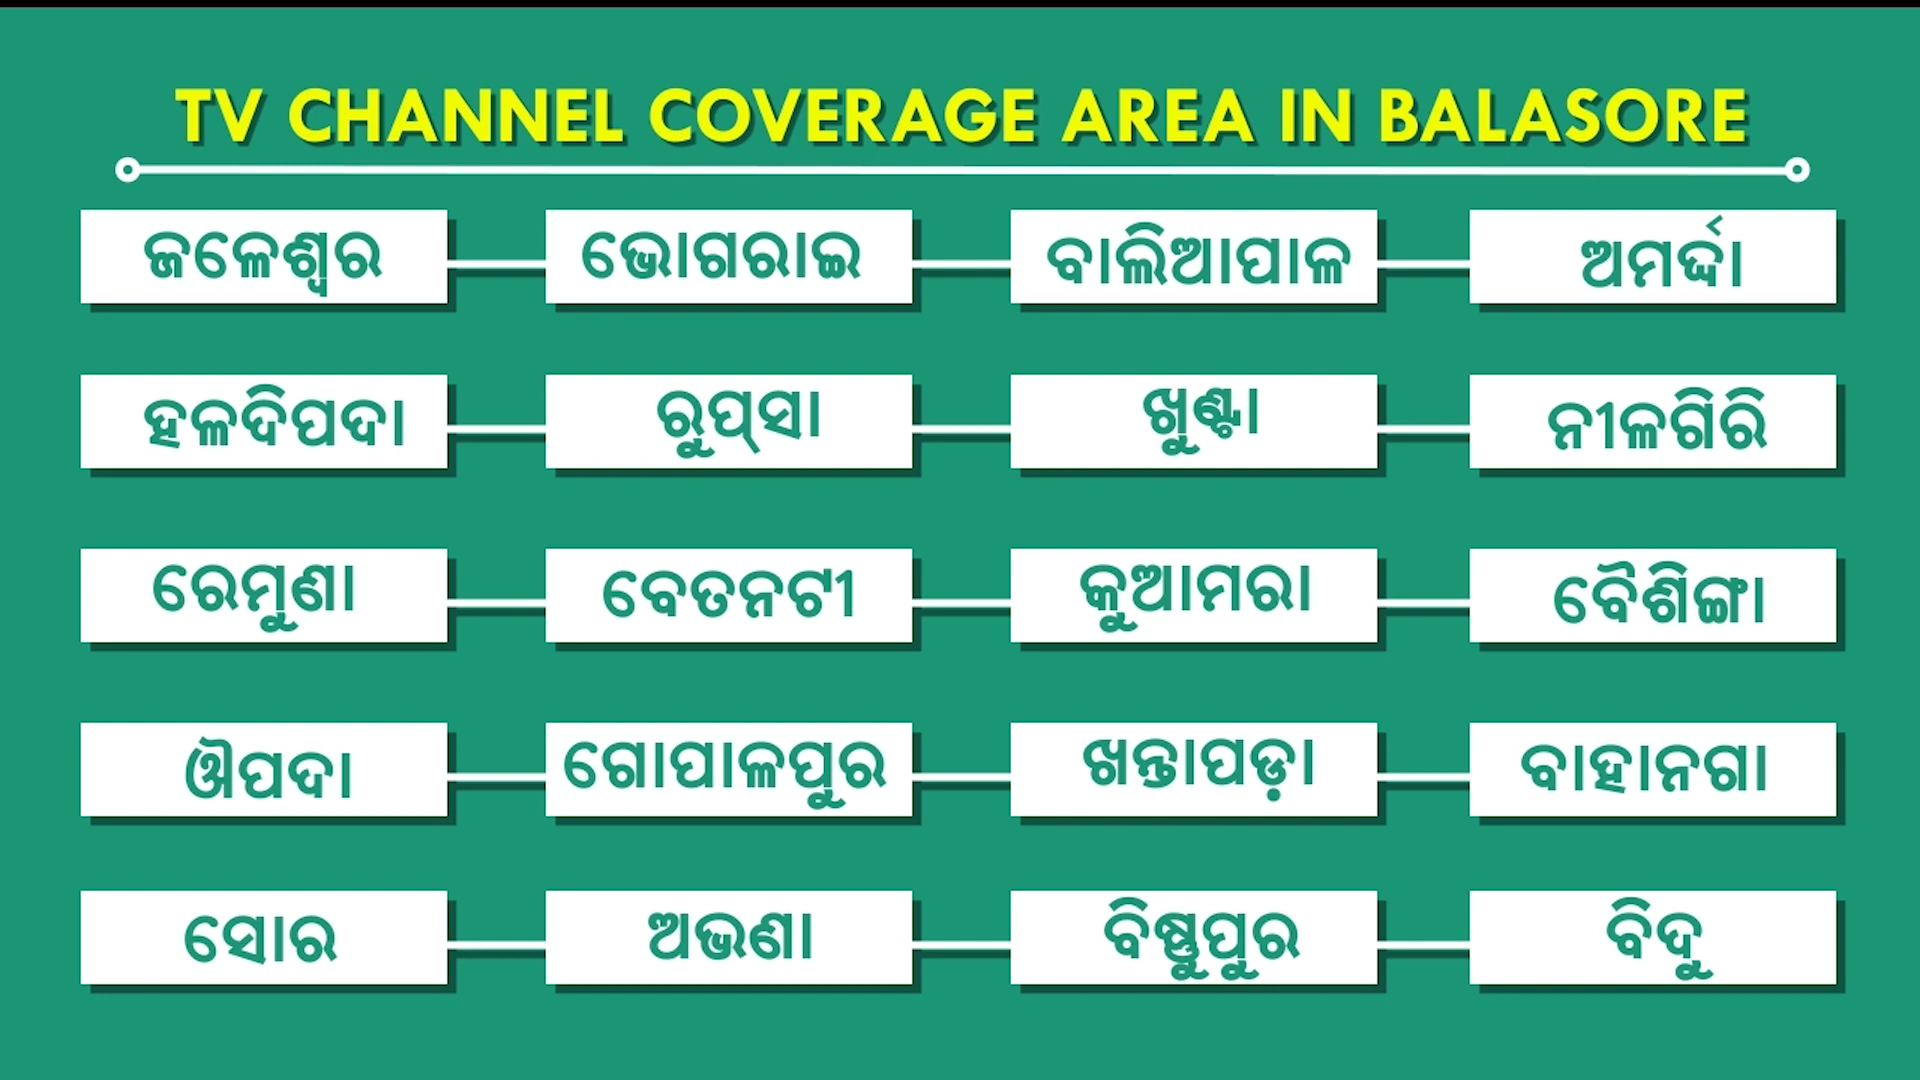 TV CHANNEL COVERAGE AREA IN BALASORE
ଜଳେଶ୍ୱର ଭୋଗରାଇ ବାଲିଆପାଳ ଅମର୍ଦ୍ଦା
ହଳଦିପଦା ରୁପ୍‌ସା ଖୁଣ୍ଟା ନୀଳଗିରି
ରେମୁଣା ବେତନଟୀ କୁଆମରା ବୈଶିଙ୍ଗା
ଔପଦା ଗୋପାଳପୁର ଖନ୍ତାପଡ଼ା ବାହାନଗା
ସୋର ଅଭଣା ବିଷ୍ଣୁପୁର ବିଦୁ